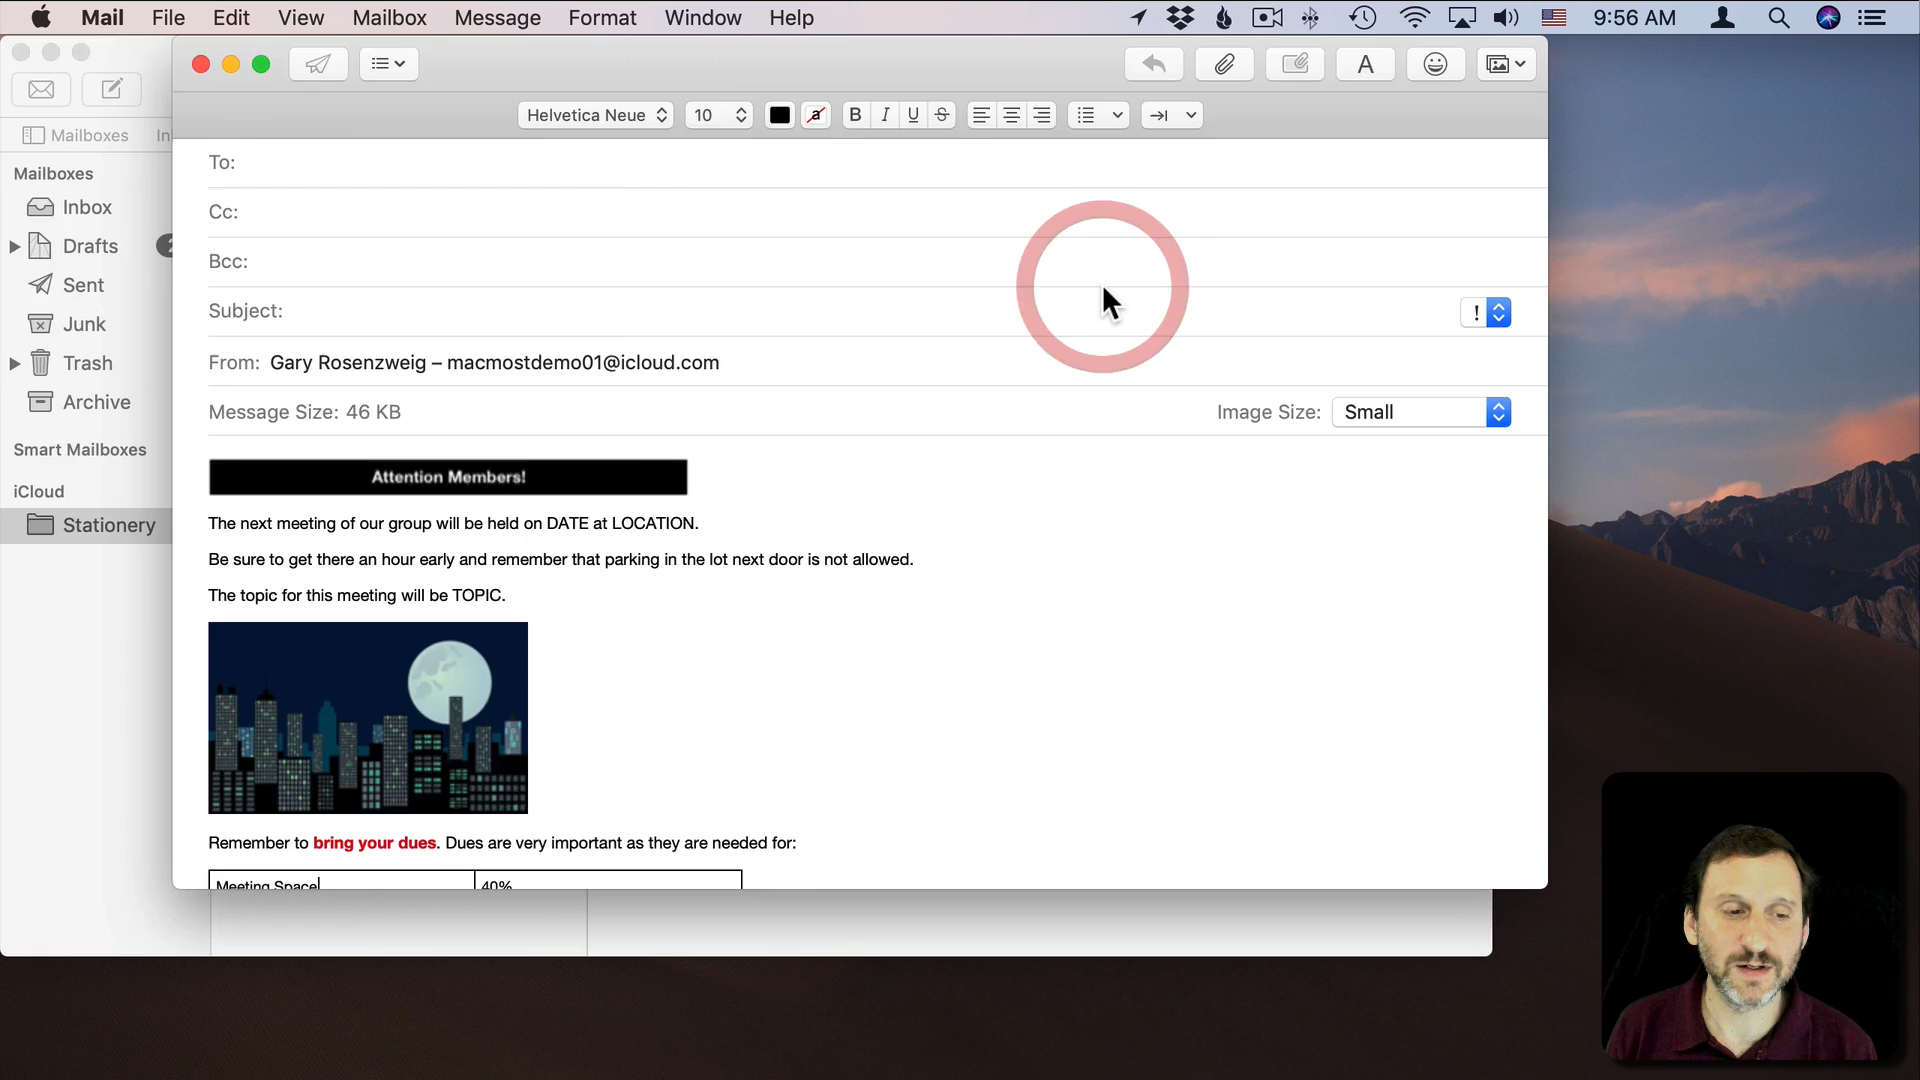 Mail File Edit View Mailbox Message Format Window Help 9:56 AM
Helvetica Neue 10 a B I U S
Mailboxes
To:
Cc:
Bcc:
Subject: !
From: Gary Rosenzweig – macmostdemo01@icloud.com
Message Size: 46 KB Image Size: Small
Mailboxes
Inbox
Drafts
Sent
Junk
Trash
Archive
Smart Mailboxes
iCloud
Stationery
Attention Members!
The next meeting of our group will be held on DATE at LOCATION.
Be sure to get there an hour early and remember that parking in the lot next door is not allowed.
The topic for this meeting will be TOPIC.
Remember to bring your dues. Dues are very important as they are needed for:
Meeting Space 40%